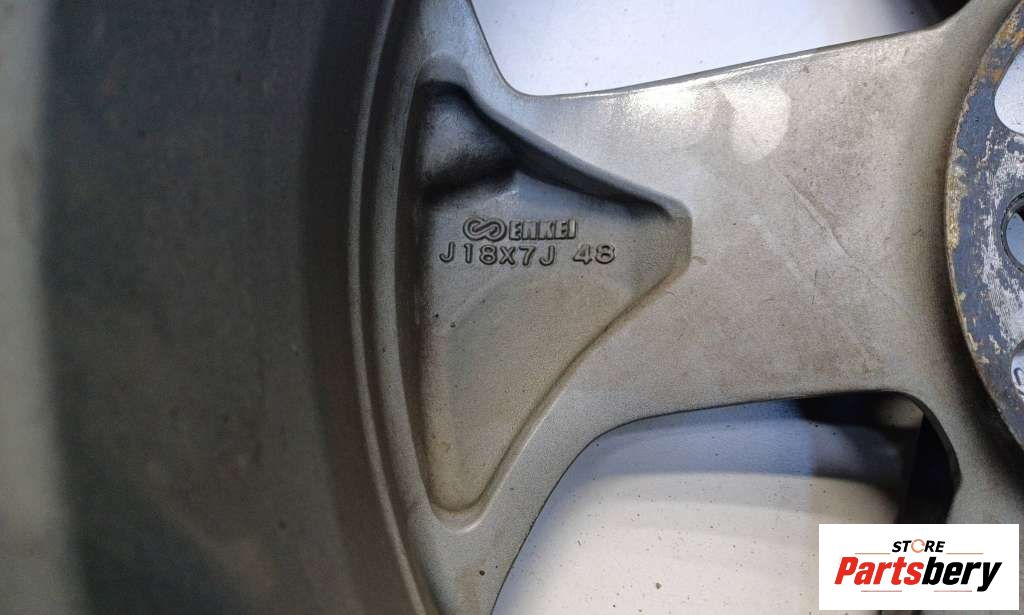 ENKEI
J18X7J 48
STORE
Partsbery